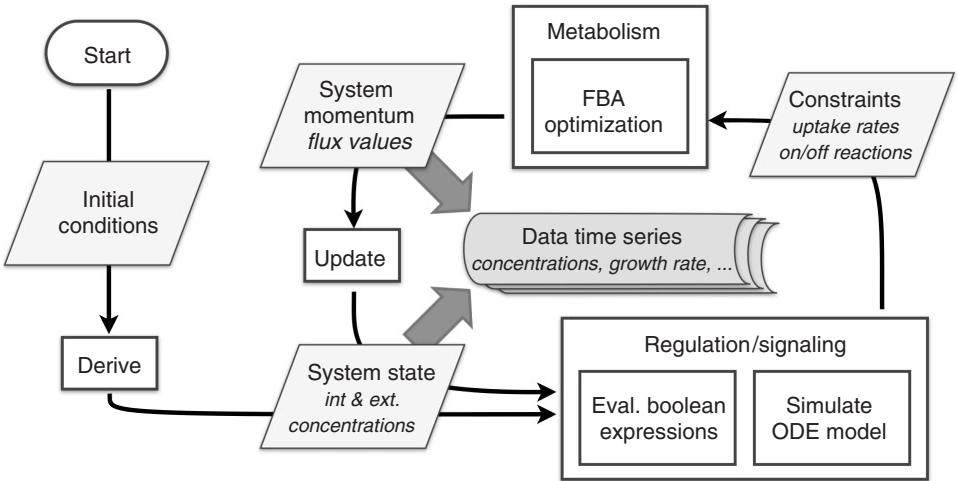 Start
Initial
conditions
Derive
System
momentum
flux values
Update
System state
int & ext.
concentrations
Metabolism
FBA
optimization
Constraints
uptake rates
on/off reactions
Data time series
concentrations, growth rate, ...
Regulation/signaling
Eval. boolean
expressions
Simulate
ODE model